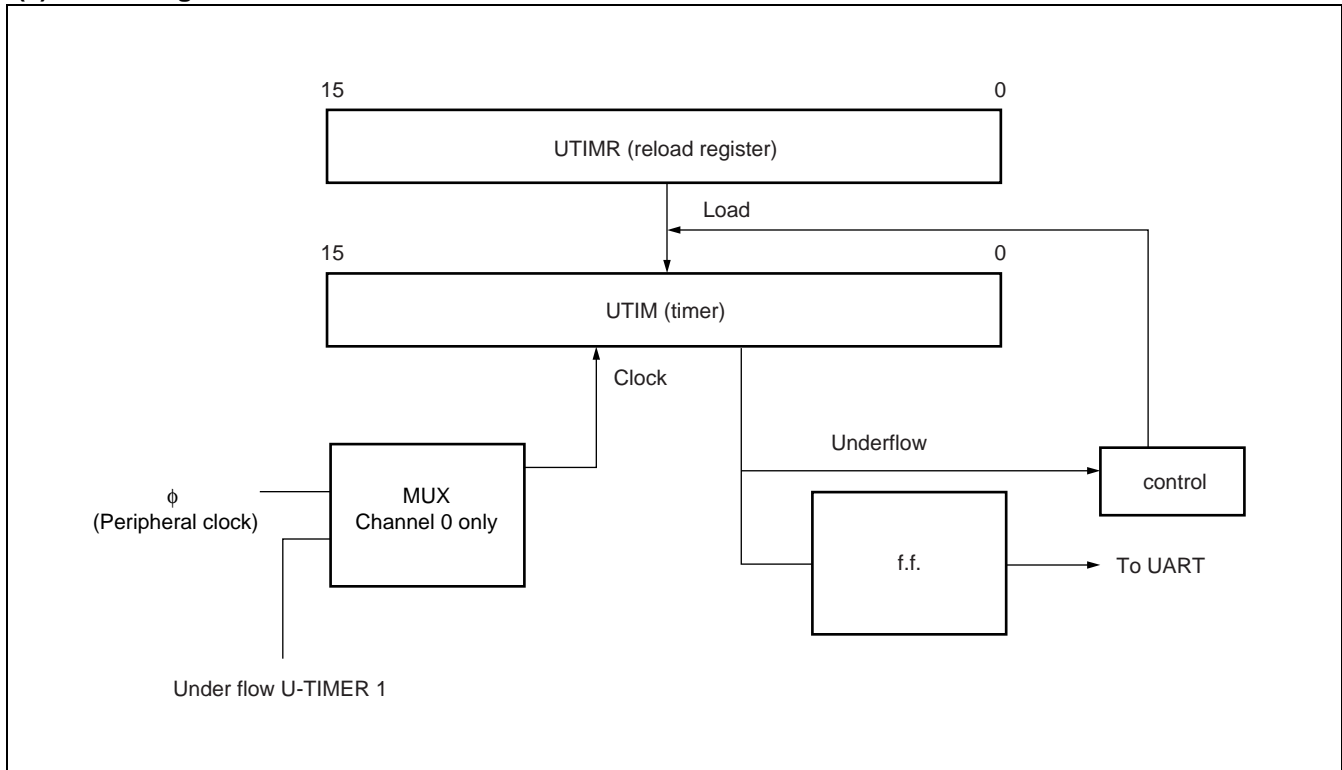 15 0
UTIMR (reload register)
Load
15 0
UTIM (timer)
Clock
Underflow
control
ϕ
(Peripheral clock)
MUX
Channel 0 only
f.f.
To UART
Under flow U-TIMER 1